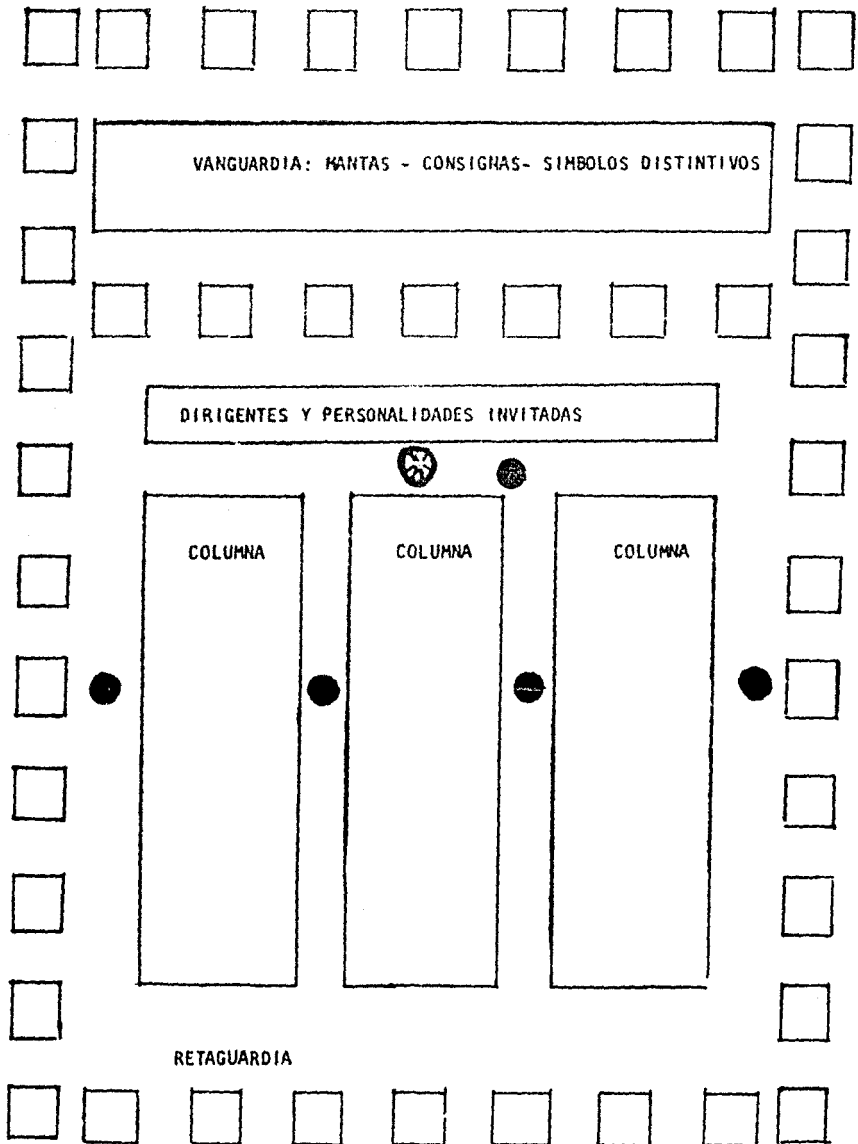 VANGUARDIA: MANTAS - CONSIGNAS- SIMBOLOS DISTINTIVOS
DIRIGENTES Y PERSONALIDADES INVITADAS
COLUMNA COLUMNA COLUMNA
RETAGUARDIA